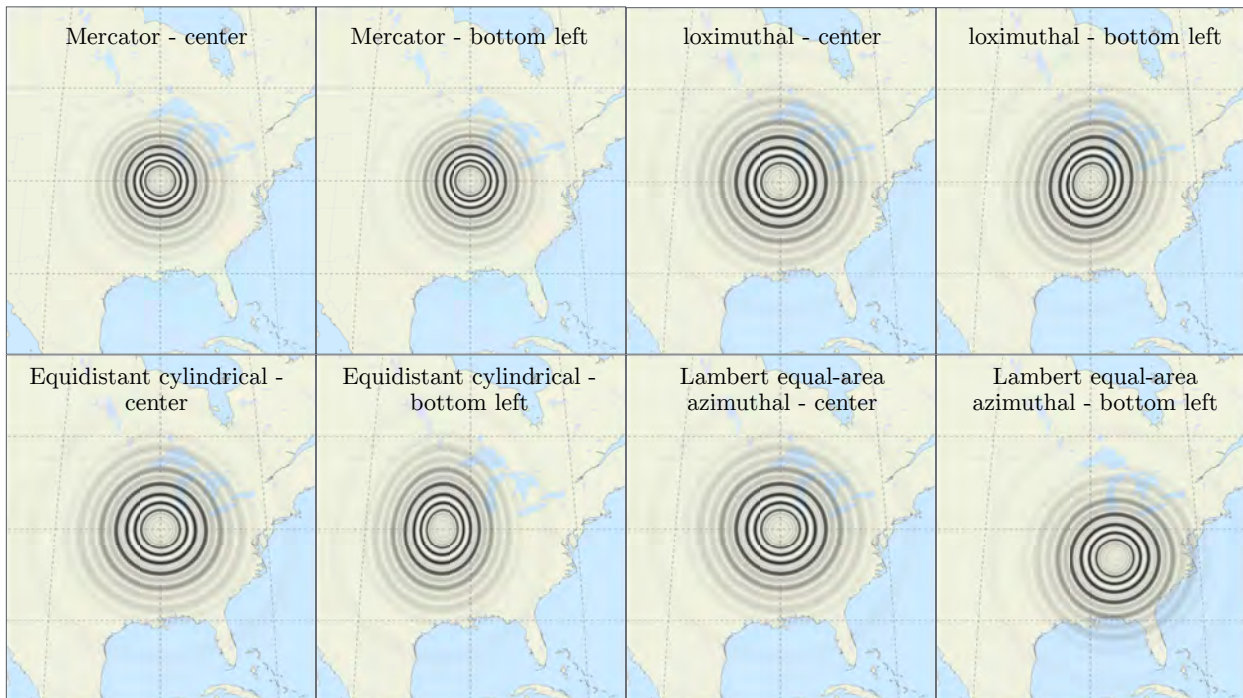 Mercator - center
Mercator - bottom left
loximuthal - center
loximuthal - bottom left
Equidistant cylindrical -
center
Equidistant cylindrical -
bottom left
Lambert equal-area
azimuthal - center
Lambert equal-area
azimuthal - bottom left